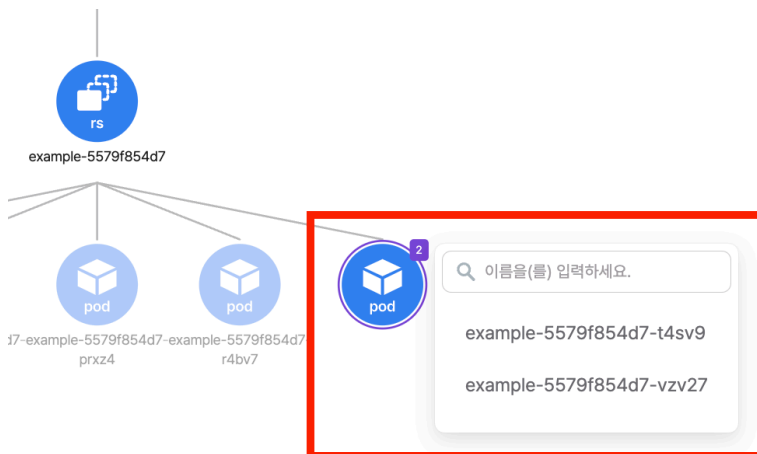 rs
example-5579f854d7
2
pod
pod
pod
d7-example-5579f854d7-example-5579f854d7
prxz4
r4bv7
이름을(를) 입력하세요.
example-5579f854d7-t4sv9
example-5579f854d7-vzv27